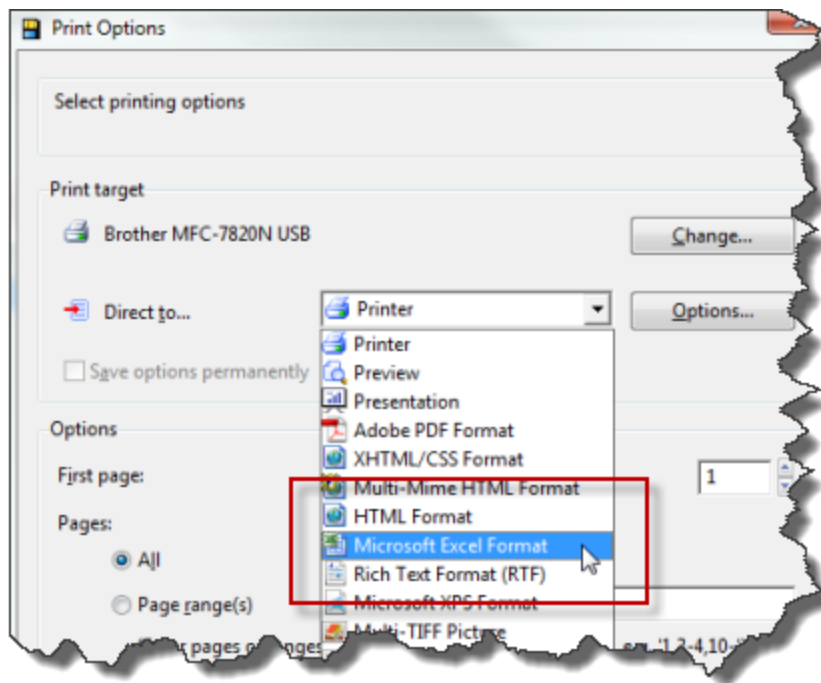 Print Options
Select printing options
Print target
Brother MFC-7820N USB
Change...
Direct to...
Printer
Options...
Printer
Save options permanently
Preview
Presentation
Options
Adobe PDF Format
XHTML/CSS Format
First page:
1
Multi-Mime HTML Format
Pages:
HTML Format
All
Microsoft Excel Format
Rich Text Format (RTF)
Page range(s)
Microsoft XPS Format
Multi-TIFF Picture
pages